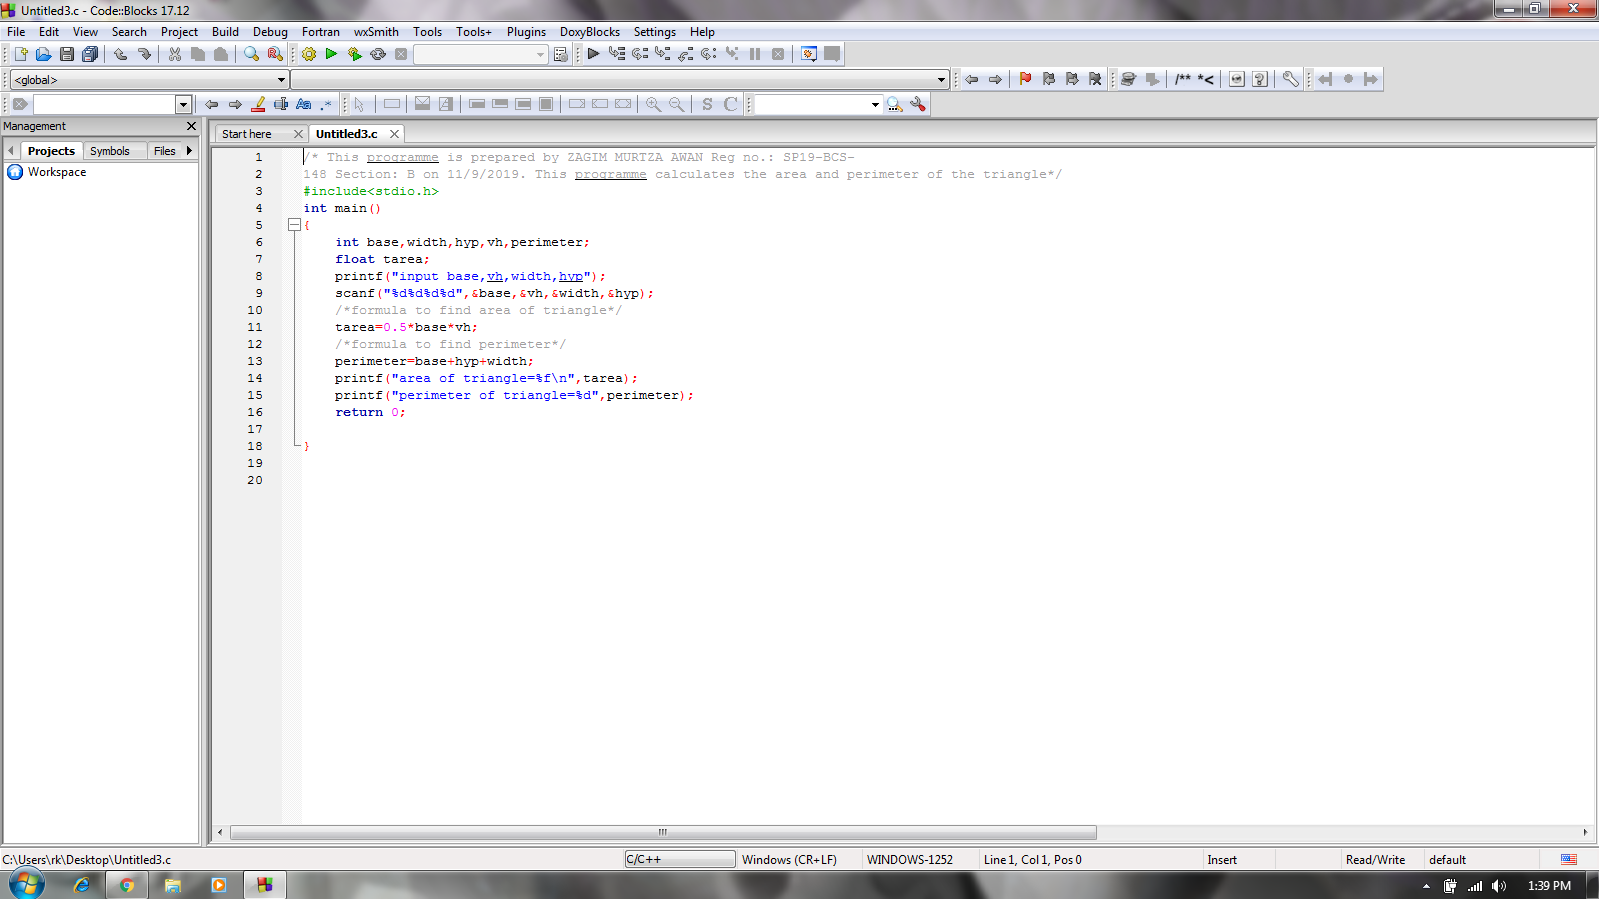 Untitled3.c - Code::Blocks 17.12
File Edit View Search Project Build Debug Fortran wxSmith Tools Tools+ Plugins DoxyBlocks Settings Help
<global>
/** *<
Aa .*
S C
Management
Start here Untitled3.c
Projects Symbols Files
Workspace
1 /* This programme is prepared by ZAGIM MURTZA AWAN Reg no.: SP19-BCS-
2 148 Section: B on 11/9/2019. This programme calculates the area and perimeter of the triangle*/
3 #include<stdio.h>
4 int main()
5 {
6 int base,width,hyp,vh,perimeter;
7 float tarea;
8 printf("input base,vh,width,hyp");
9 scanf("%d%d%d%d",&base,&vh,&width,&hyp);
10 /*formula to find area of triangle*/
11 tarea=0.5*base*vh;
12 /*formula to find perimeter*/
13 perimeter=base+hyp+width;
14 printf("area of triangle=%f\n",tarea);
15 printf("perimeter of triangle=%d",perimeter);
16 return 0;
17
18 }
19
20
C:\Users\rk\Desktop\Untitled3.c C/C++ Windows (CR+LF) WINDOWS-1252 Line 1, Col 1, Pos 0 Insert Read/Write default
1:39 PM